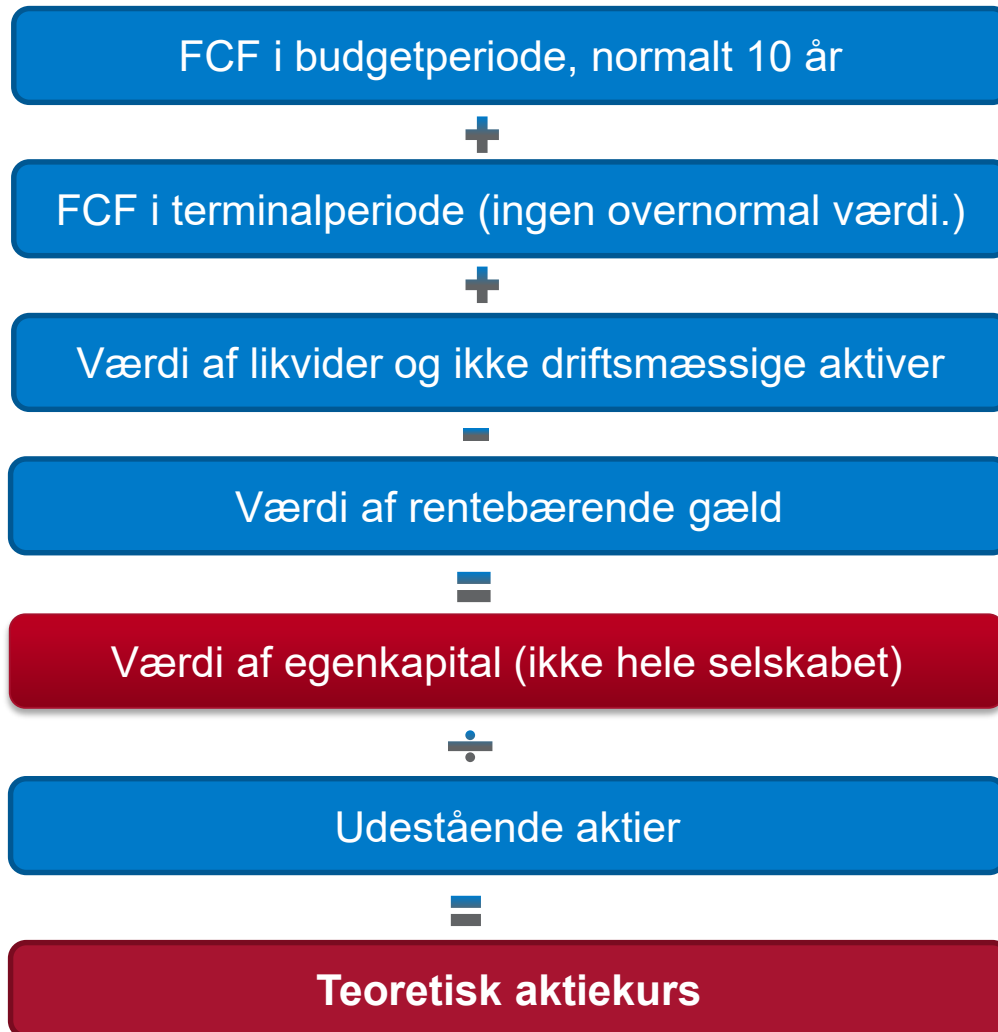 FCF i budgetperiode, normalt 10 år
+
FCF i terminalperiode (ingen overnormal værdi.)
+
Værdi af likvider og ikke driftsmæssige aktiver
-
Værdi af rentebærende gæld
=
Værdi af egenkapital (ikke hele selskabet)
÷
Udestående aktier
=
Teoretisk aktiekurs